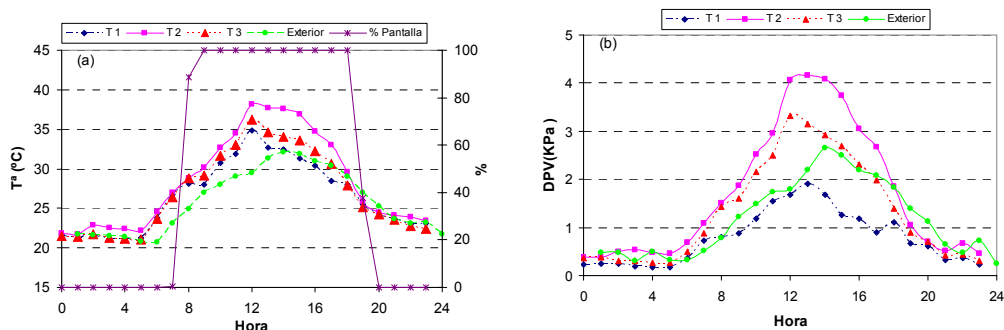 T 1 T 2 T 3 Exterior % Pantalla
(a)
Tª (ºC)
45
40
35
30
25
20
15
100
80
60
40
20
0
%
0 4 8 12 16 20 24
Hora
T 1 T 2 T 3 Exterior
(b)
DPV(KPa)
5
4
3
2
1
0
0 4 8 12 16 20 24
Hora